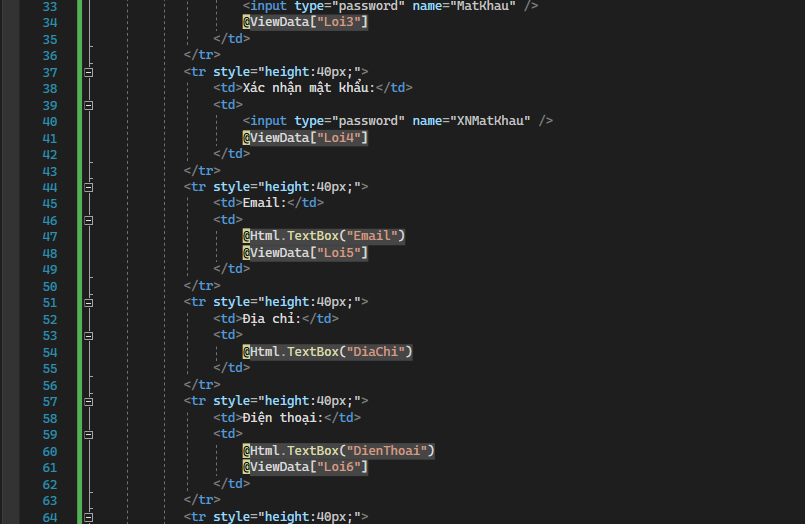 33 <input type="password" name="MatKhau" />
34 @ViewData["Loi3"]
35 </td>
36 </tr>
37 <tr style="height:40px;">
38 <td>Xác nhận mật khẩu:</td>
39 <td>
40 <input type="password" name="XNMatKhau" />
41 @ViewData["Loi4"]
42 </td>
43 </tr>
44 <tr style="height:40px;">
45 <td>Email:</td>
46 <td>
47 @Html.TextBox("Email")
48 @ViewData["Loi5"]
49 </td>
50 </tr>
51 <tr style="height:40px;">
52 <td>Địa chỉ:</td>
53 <td>
54 @Html.TextBox("DiaChi")
55 </td>
56 </tr>
57 <tr style="height:40px;">
58 <td>Điện thoại:</td>
59 <td>
60 @Html.TextBox("DienThoai")
61 @ViewData["Loi6"]
62 </td>
63 </tr>
64 <tr style="height:40px;">